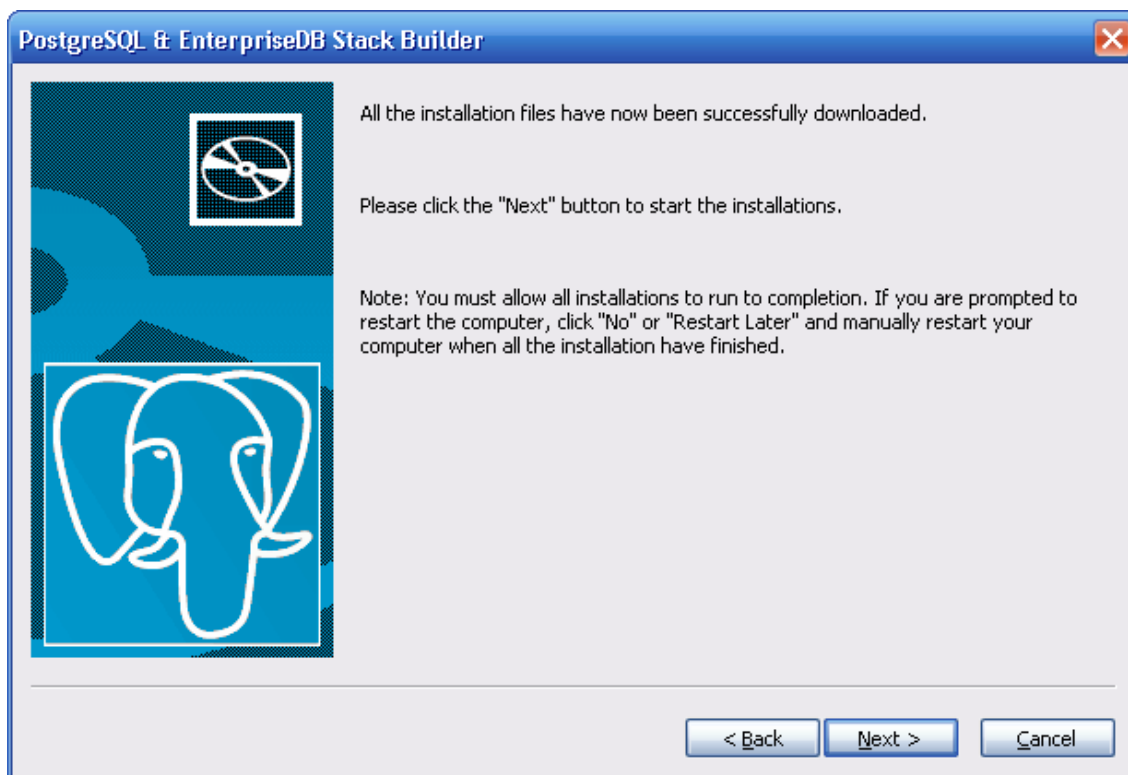 PostgreSQL & EnterpriseDB Stack Builder
All the installation files have now been successfully downloaded.
Please click the "Next" button to start the installations.
Note: You must allow all installations to run to completion. If you are prompted to
restart the computer, click "No" or "Restart Later" and manually restart your
computer when all the installation have finished.
< Back
Next >
Cancel